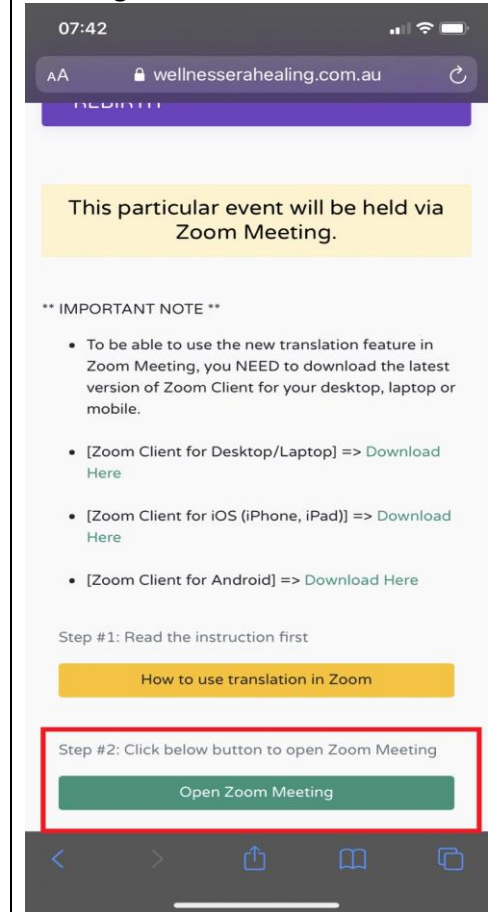 07:42
AA wellnesserahealing.com.au
REBIRTH
This particular event will be held via
Zoom Meeting.
** IMPORTANT NOTE **
• To be able to use the new translation feature in
Zoom Meeting, you NEED to download the latest
version of Zoom Client for your desktop, laptop or
mobile.
• [Zoom Client for Desktop/Laptop] => Download
Here
• [Zoom Client for iOS (iPhone, iPad)] => Download
Here
• [Zoom Client for Android] => Download Here
Step #1: Read the instruction first
How to use translation in Zoom
Step #2: Click below button to open Zoom Meeting
Open Zoom Meeting